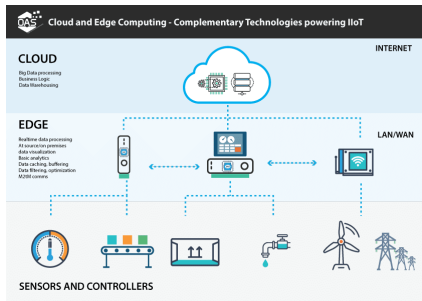 OAS
Cloud and Edge Computing - Complementary Technologies powering IIoT
INTERNET
CLOUD
Big Data processing
Business Logic
Data Warehousing
EDGE
Realtime data processing
At source/on premises
data visualization
Basic analytics
Data caching, buffering
Data filtering, optimization
M2M comms
LAN/WAN
SENSORS AND CONTROLLERS